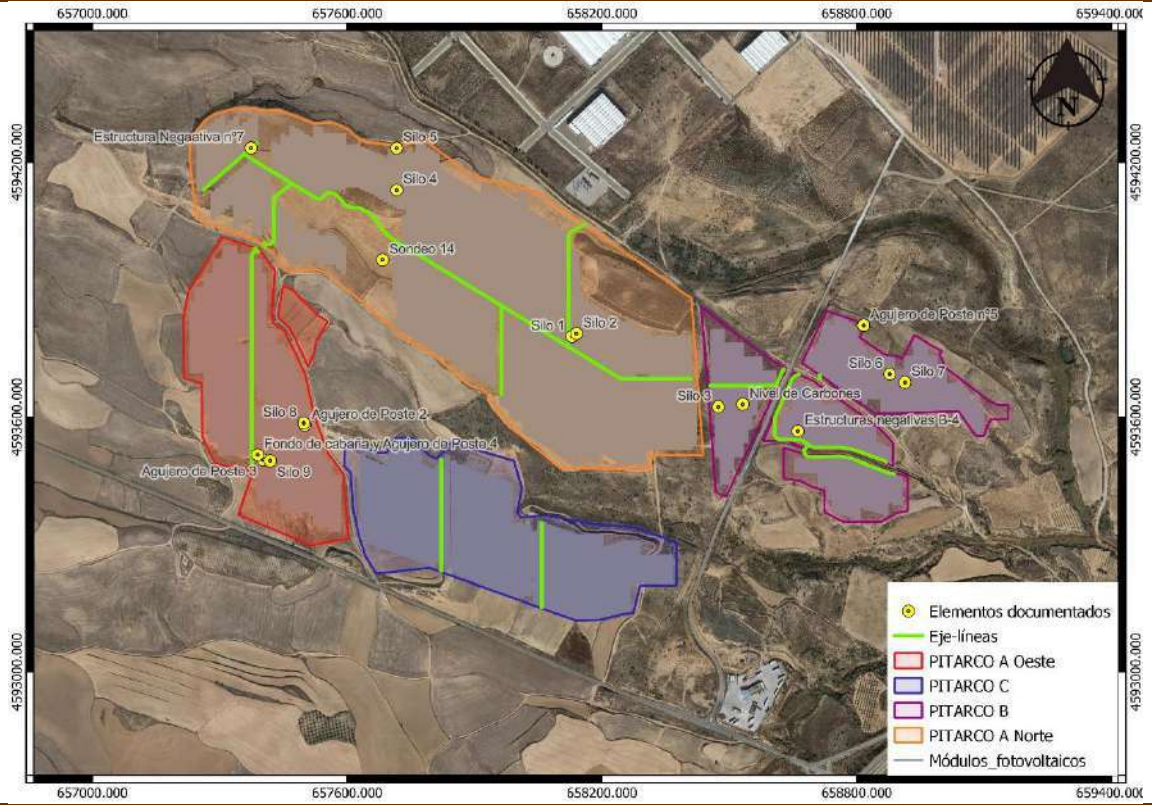 657000.000 657600.000 658200.000 658800.000 659400.000
N
4594200.000
4594200.000
Estructura Negaativa nº7
Silo 5
Silo 4
Sondeo 14
Silo 1
Silo 2
Agujero de Poste nº5
Silo 6
Silo 7
Silo 3
Nivel de Carbones
Estructuras negativas B-4
4593600.000
4593600.000
Silo 8
Agujero de Poste 2
Fondo de cabaña y Agujero de Poste 4
Agujero de Poste 3
Silo 9
4593000.000
4593000.000
Elementos documentados
Eje-líneas
PITARCO A Oeste
PITARCO C
PITARCO B
PITARCO A Norte
Módulos_fotovoltaicos
657000.000 657600.000 658200.000 658800.000 659400.000